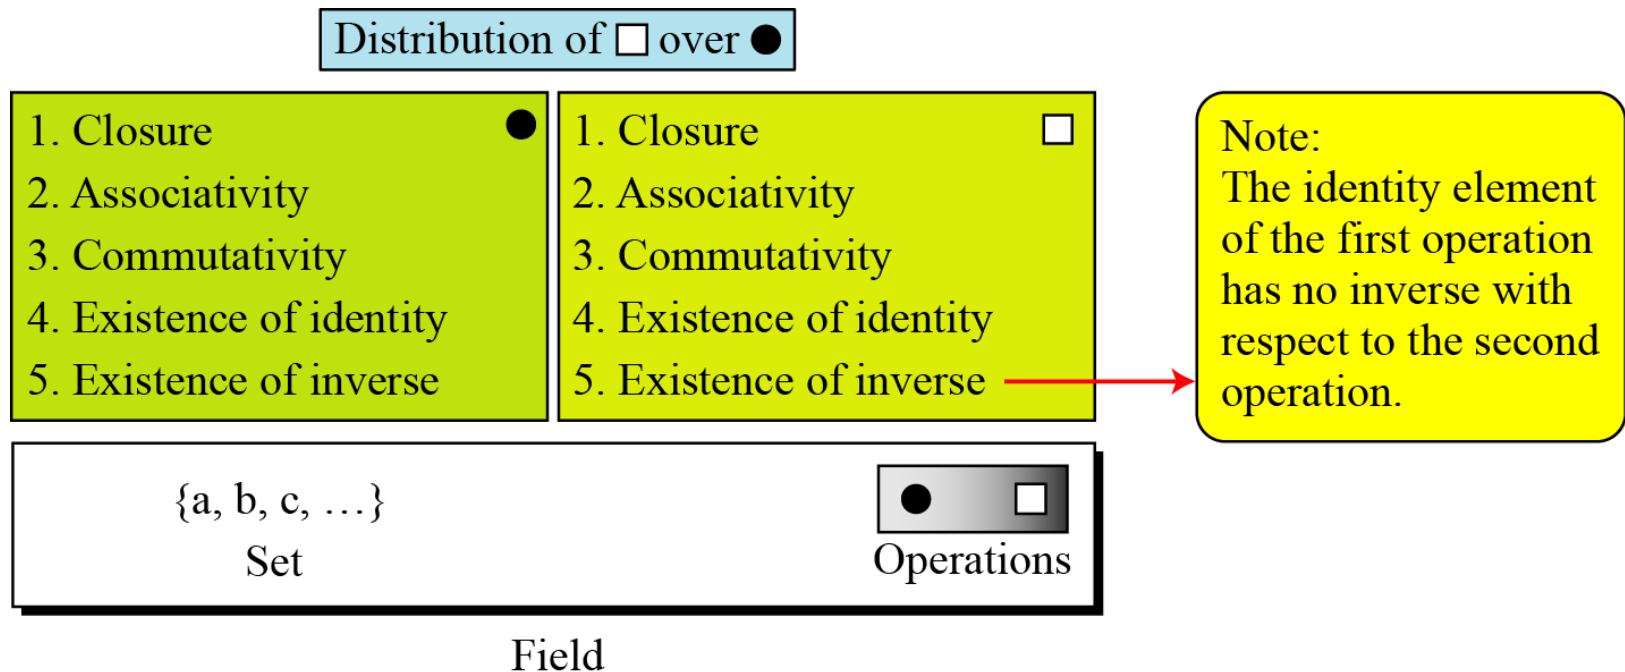 Distribution of □ over ●
1. Closure ●
2. Associativity
3. Commutativity
4. Existence of identity
5. Existence of inverse
1. Closure □
2. Associativity
3. Commutativity
4. Existence of identity
5. Existence of inverse
Note:
The identity element
of the first operation
has no inverse with
respect to the second
operation.
{a, b, c, …}
Set
● □
Operations
Field